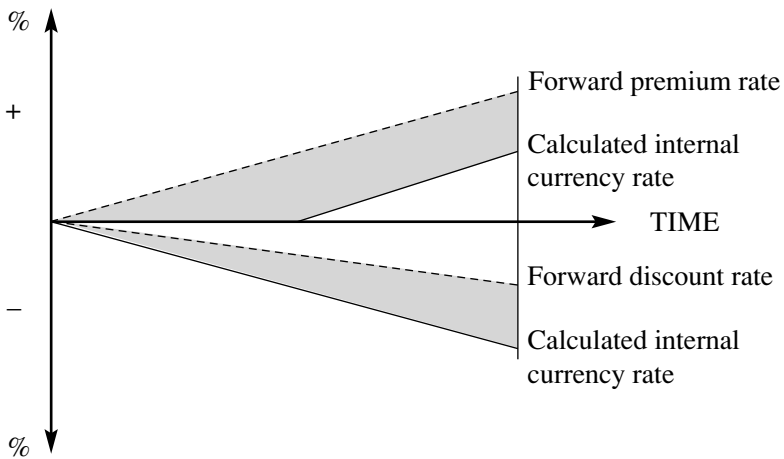 %
Forward premium rate
+
Calculated internal
currency rate
TIME
Forward discount rate
–
Calculated internal
currency rate
%